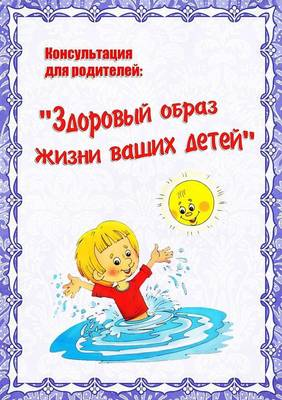 Консультация
для родителей:
"Здоровый образ
жизни ваших детей"